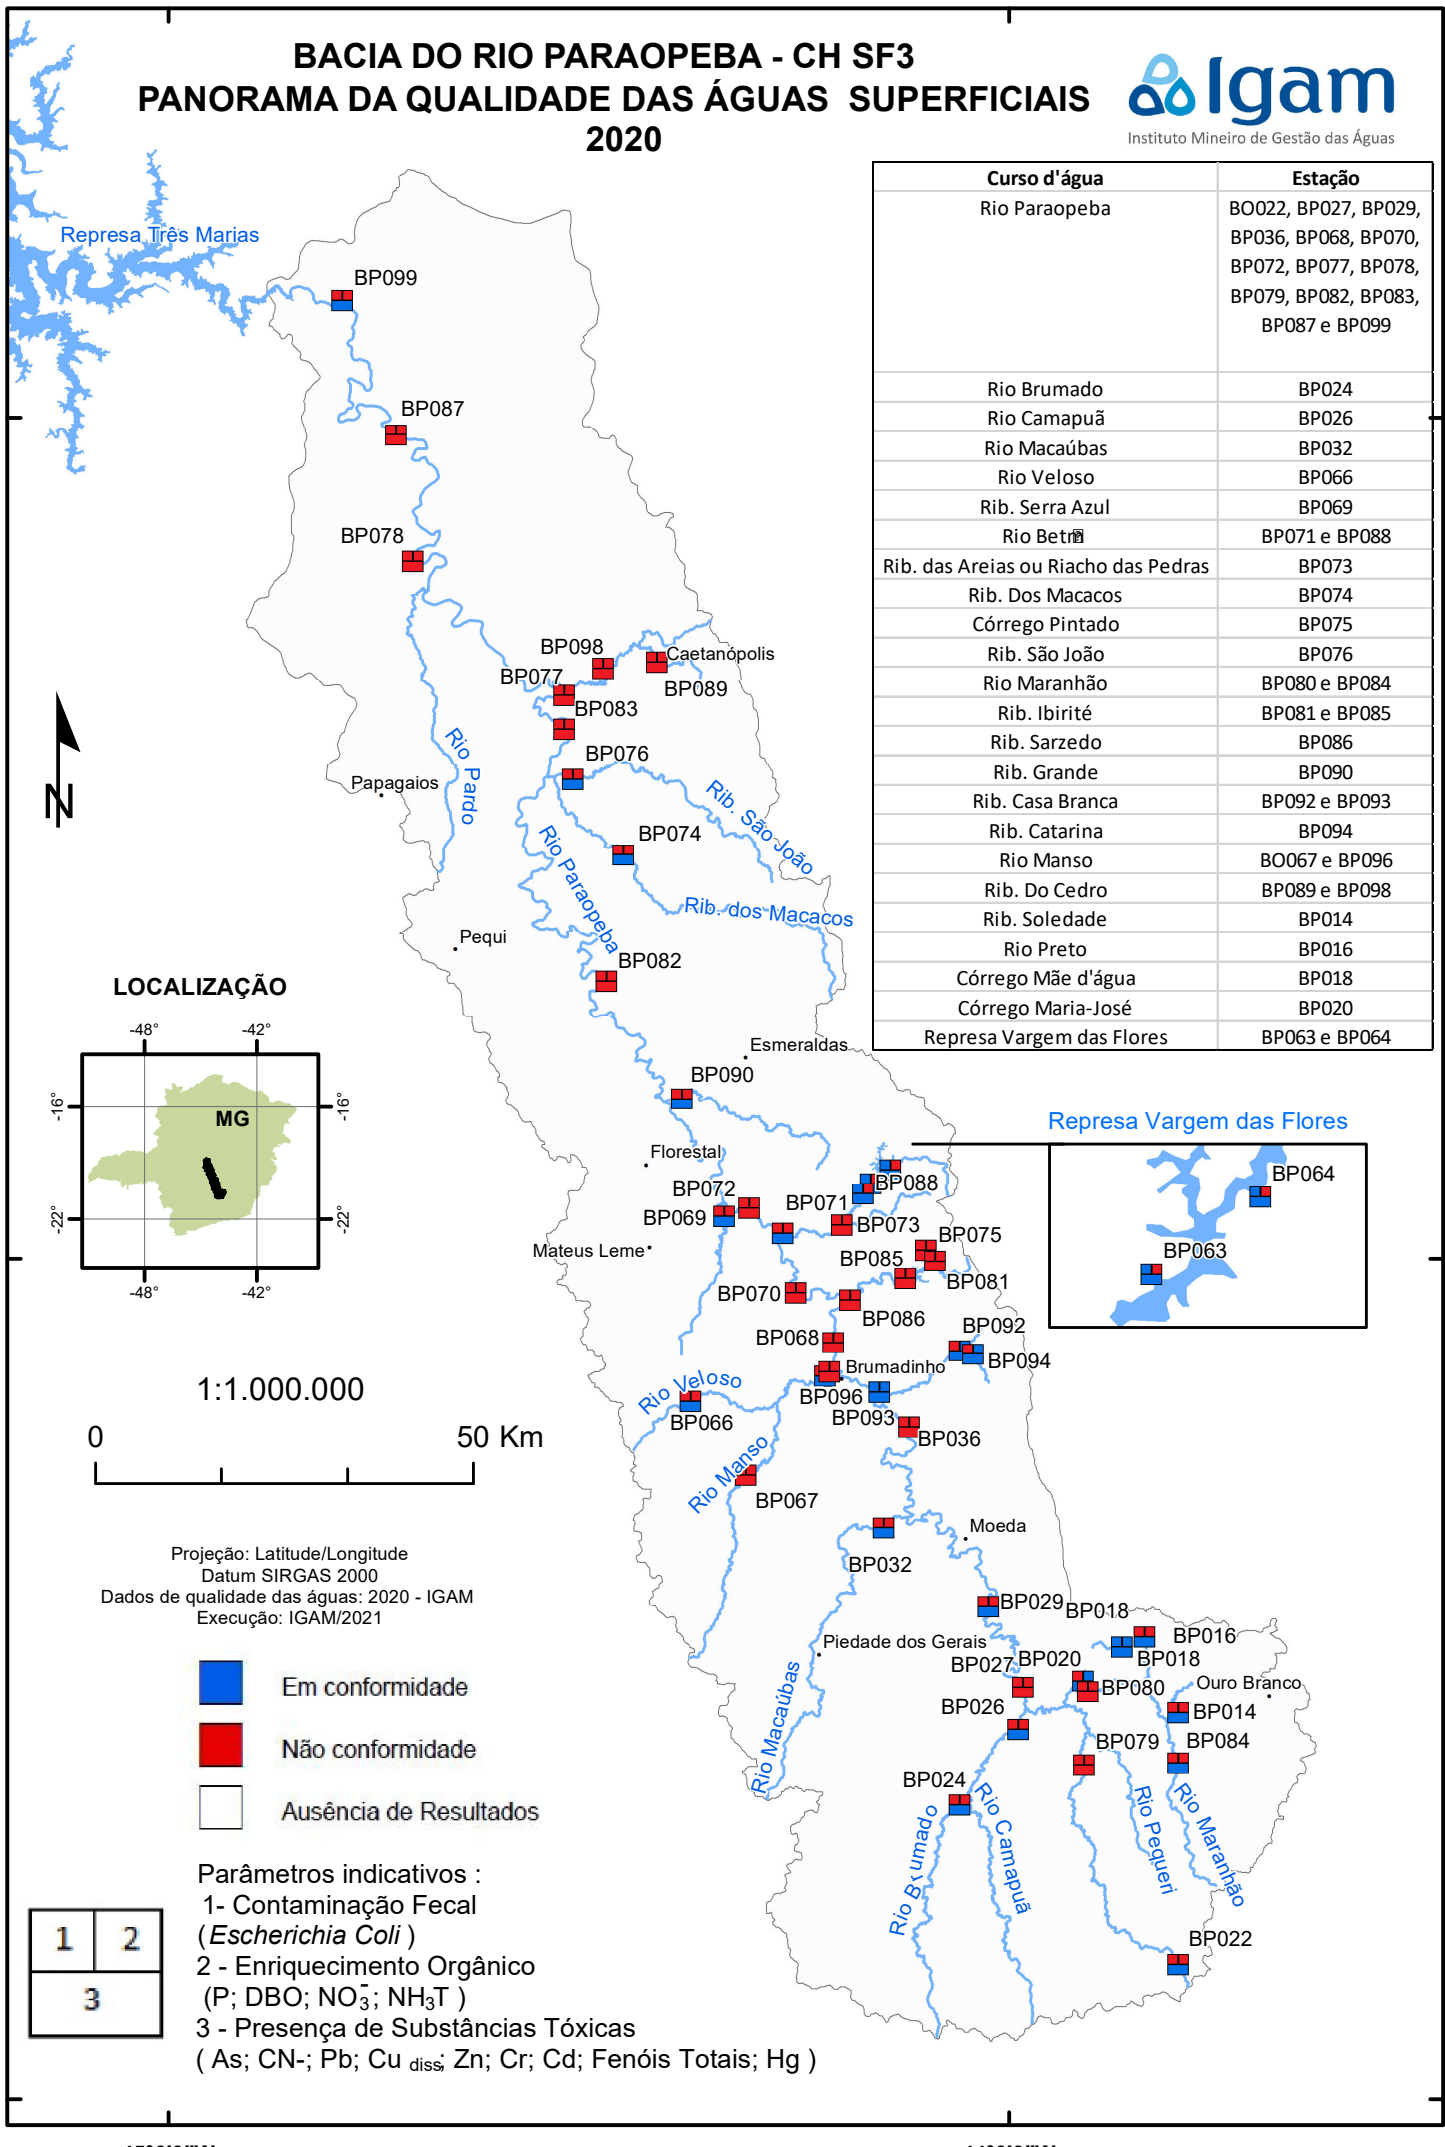 BACIA DO RIO PARAOPEBA - CH SF3
PANORAMA DA QUALIDADE DAS ÁGUAS SUPERFICIAIS
2020
Igam
Instituto Mineiro de Gestão das Águas
Curso d'água Estação
Rio Paraopeba BO022, BP027, BP029,
BP036, BP068, BP070,
BP072, BP077, BP078,
BP079, BP082, BP083,
BP087 e BP099
Rio Brumado BP024
Rio Camapuã BP026
Rio Macaúbas BP032
Rio Veloso BP066
Rib. Serra Azul BP069
Rio BP071 e BP088
Rib. das Areias ou Riacho das Pedras BP073
Rib. Dos Macacos BP074
Córrego Pintado BP075
Rib. São João BP076
Rio Maranhão BP080 e BP084
Rib. Ibirité BP081 e BP085
Rib. Sarzedo BP086
Rib. Grande BP090
Rib. Casa Branca BP092 e BP093
Rib. Catarina BP094
Rio Manso BO067 e BP096
Rib. Do Cedro BP089 e BP098
Rib. Soledade BP014
Rio Preto BP016
Córrego Mãe d'água BP018
Córrego Maria-José BP020
Represa Vargem das Flores BP063 e BP064
Represa Três Marias
BP099
BP087
BP078
BP098
Caetanópolis
BP077
BP089
BP083
BP076
Rio Pardo
Papagaios
Rib. São João
BP074
Rio Paraopeba
Rib. dos Macacos
Pequi
BP082
Esmeraldas
BP090
Florestal
BP088
BP072
BP071
BP069
BP073
BP075
Mateus Leme
BP085
BP081
BP070
BP086
BP068
BP092
BP094
Brumadinho
Rio Veloso
BP096
BP093
BP066
BP036
Rio Manso
BP067
Moeda
BP032
BP029
BP018
BP016
Piedade dos Gerais
BP020
BP018
BP027
BP080
Ouro Branco
BP026
BP014
BP079
BP084
Rio Macaúbas
BP024
Rio Brumado
Rio Camapuã
Rio Pequeri
Rio Maranhão
BP022
Represa Vargem das Flores
BP064
BP063
N
LOCALIZAÇÃO
-48° -42°
-16° -16°
MG
-22° -22°
-48° -42°
1:1.000.000
0 50 Km
Projeção: Latitude/Longitude
Datum SIRGAS 2000
Dados de qualidade das águas: 2020 - IGAM
Execução: IGAM/2021
Em conformidade
Não conformidade
Ausência de Resultados
Parâmetros indicativos :
1- Contaminação Fecal
(Escherichia Coli )
2 - Enriquecimento Orgânico
(P; DBO; NO₃⁻; NH₃T )
3 - Presença de Substâncias Tóxicas
( As; CN-; Pb; Cu diss; Zn; Cr; Cd; Fenóis Totais; Hg )
1 2
3